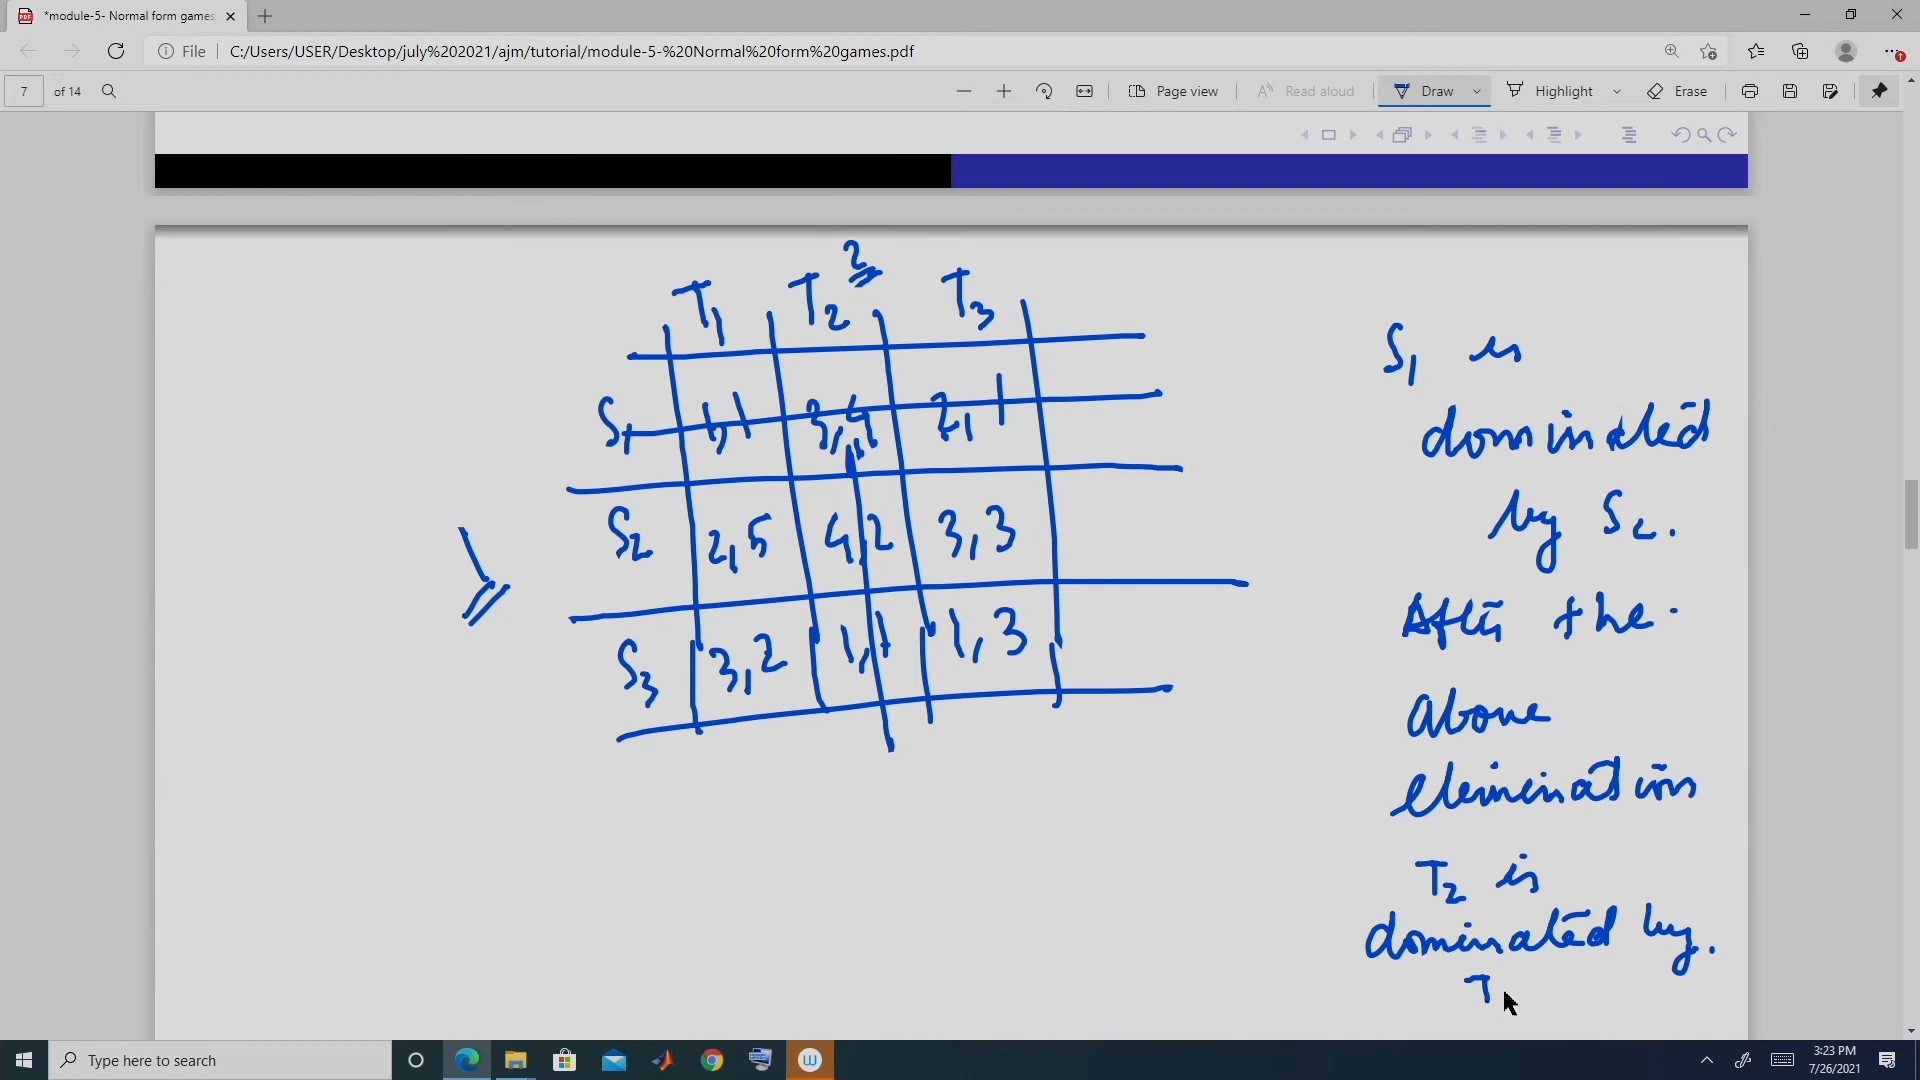 *module-5- Normal form games
File
C:/Users/USER/Desktop/july%202021/ajm/tutorial/module-5-%20Normal%20form%20games.pdf
7 of 14
Page view
Read aloud
Draw
Highlight
Erase
2
T1 T2 T3
S1 1,1 3,4 2,1
S2 2,5 4,2 3,3
S3 3,2 1,1 1,3
1
S1 is
dominated
by S2.
After the
above
elimination
T2 is
dominated by.
T
Type here to search
3:23 PM
7/26/2021